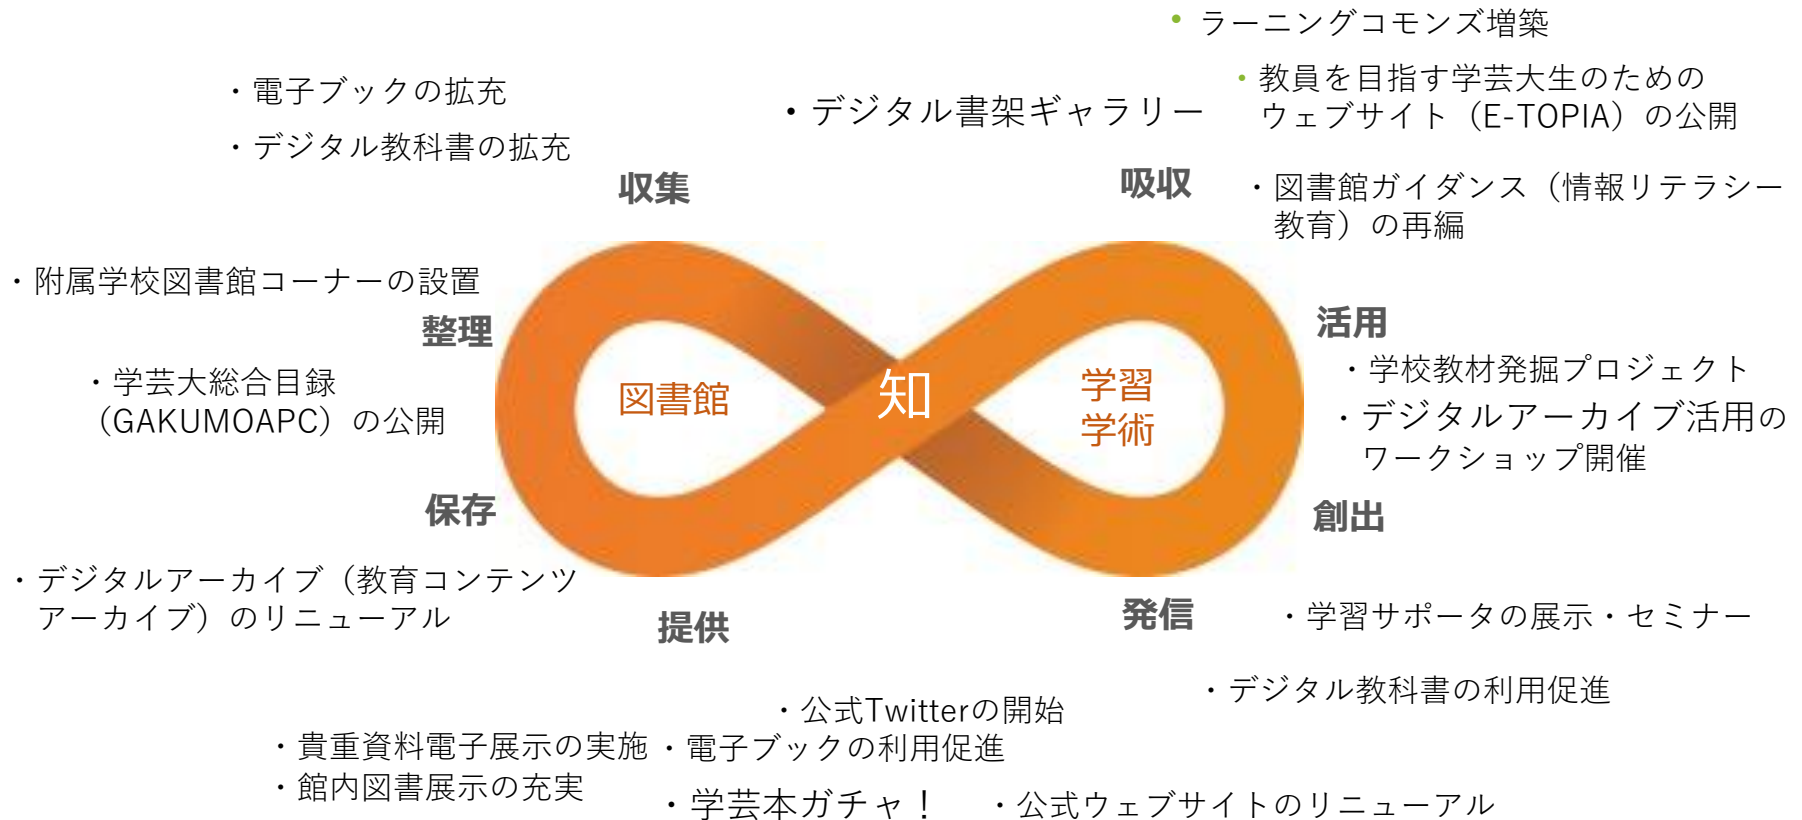 ・ラーニングコモンズ増築
・電子ブックの拡充
・デジタル教科書の拡充
・デジタル書架ギャラリー
・教員を目指す学芸大生のための
ウェブサイト（E-TOPIA）の公開
収集
吸収
・図書館ガイダンス（情報リテラシー
教育）の再編
・附属学校図書館コーナーの設置
整理
活用
・学芸大総合目録
（GAKUMOAPC）の公開
図書館
知
学習
学術
・学校教材発掘プロジェクト
・デジタルアーカイブ活用の
ワークショップ開催
保存
創出
・デジタルアーカイブ（教育コンテンツ
アーカイブ）のリニューアル
提供
発信
・学習サポータの展示・セミナー
・デジタル教科書の利用促進
・公式Twitterの開始
・貴重資料電子展示の実施
・電子ブックの利用促進
・館内図書展示の充実
・学芸本ガチャ！
・公式ウェブサイトのリニューアル